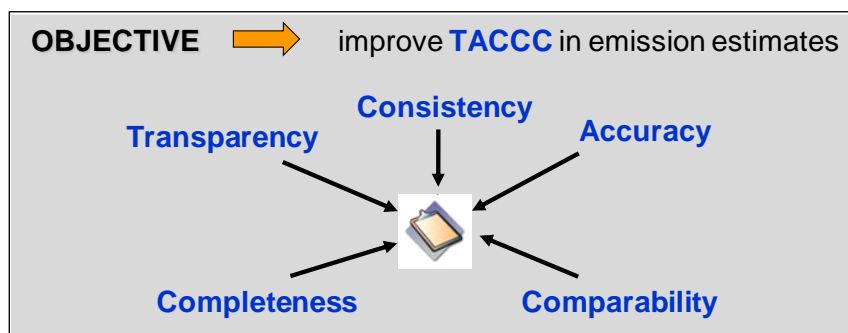 OBJECTIVE improve TACCC in emission estimates
Consistency
Transparency
Accuracy
Completeness
Comparability